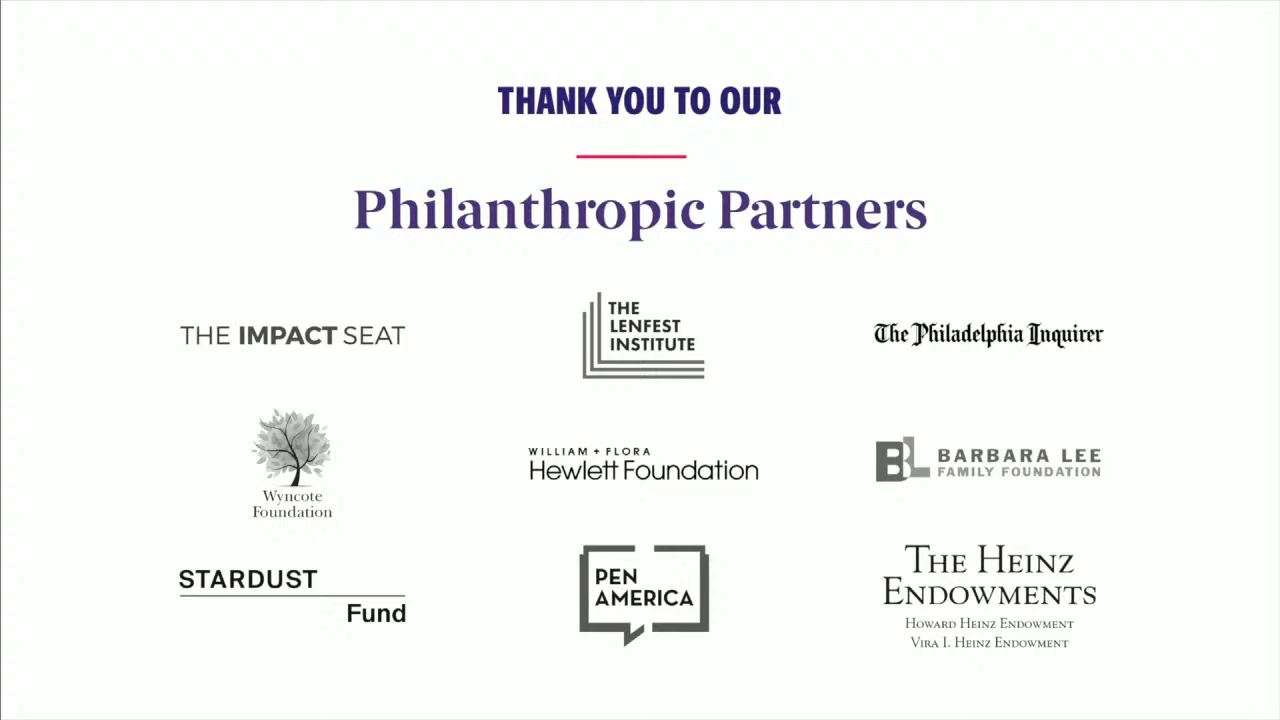 THANK YOU TO OUR
Philanthropic Partners
THE IMPACT SEAT
THE
LENFEST
INSTITUTE
The Philadelphia Inquirer
Wyncote
Foundation
WILLIAM + FLORA
Hewlett Foundation
BL
BARBARA LEE
FAMILY FOUNDATION
STARDUST
Fund
PEN
AMERICA
THE HEINZ
ENDOWMENTS
HOWARD HEINZ ENDOWMENT
VIRA I. HEINZ ENDOWMENT